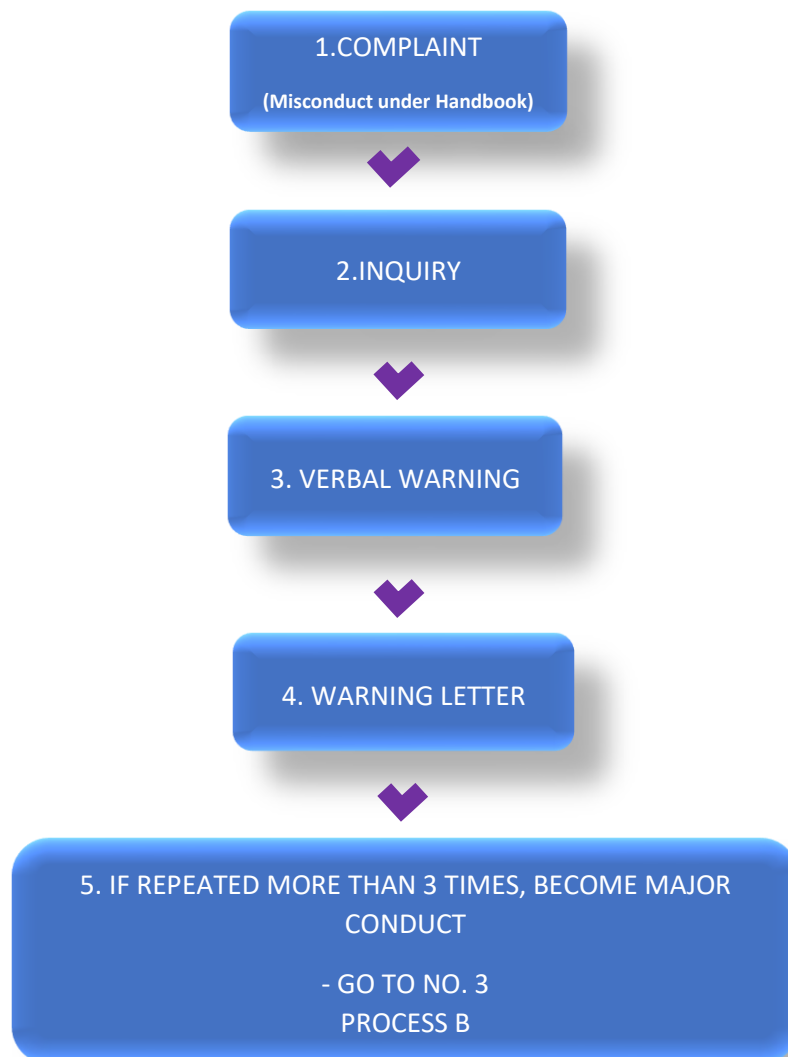 1.COMPLAINT
(Misconduct under Handbook)
2.INQUIRY
3. VERBAL WARNING
4. WARNING LETTER
5. IF REPEATED MORE THAN 3 TIMES, BECOME MAJOR
CONDUCT
- GO TO NO. 3
PROCESS B